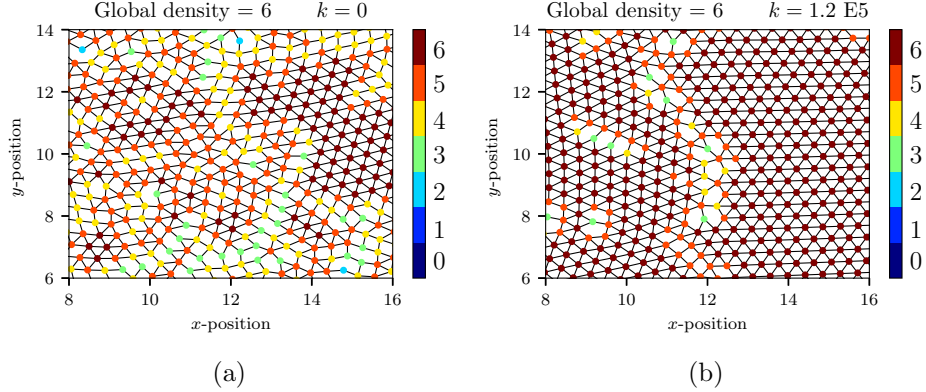 Global density = 6 k = 0
Global density = 6 k = 1.2 E5
14
12
10
8
6
y-position
8 10 12 14 16
x-position
6
5
4
3
2
1
0
14
12
10
8
6
y-position
8 10 12 14 16
x-position
6
5
4
3
2
1
0
(a)
(b)